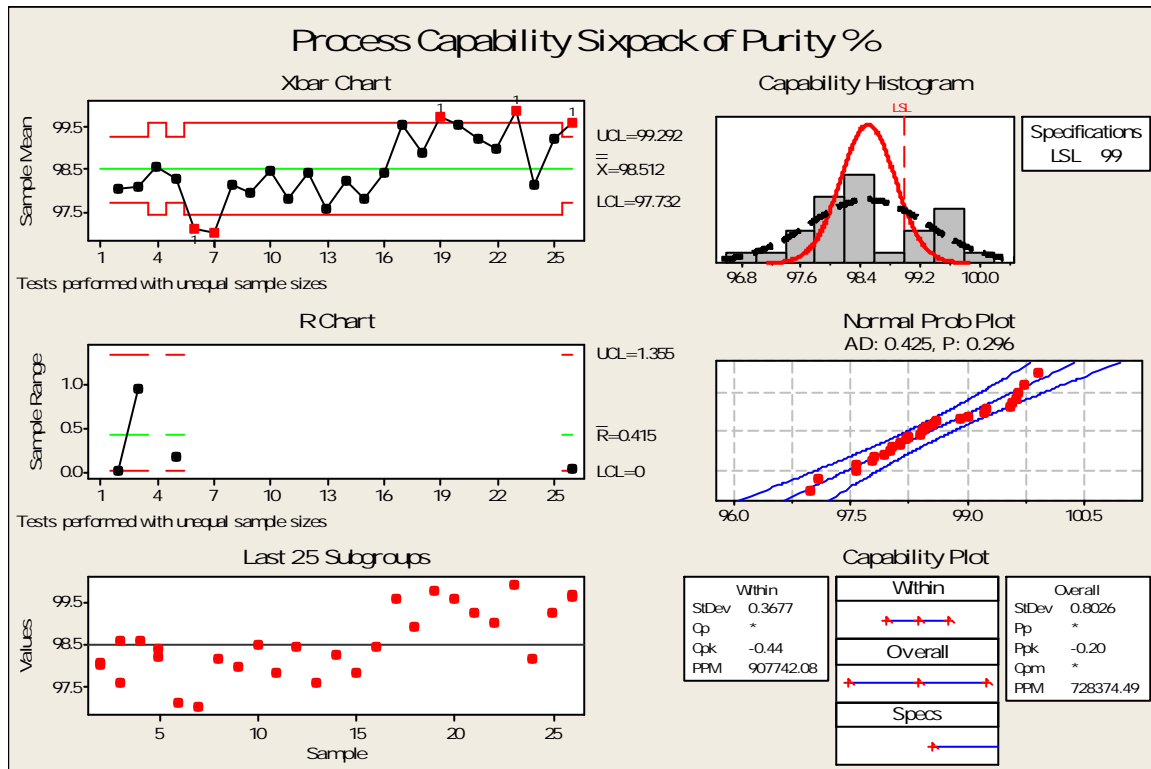 Process Capability Sixpack of Purity %
Xbar Chart
Sample Mean
99.5
98.5
97.5
1 4 7 10 13 16 19 22 25
1
1
1
1
UCL=99.292
X=98.512
LCL=97.732
Tests performed with unequal sample sizes
Capability Histogram
LSL
96.8 97.6 98.4 99.2 100.0
Specifications
LSL 99
R Chart
Sample Range
1.0
0.5
0.0
1 4 7 10 13 16 19 22 25
UCL=1.355
R=0.415
LCL=0
Tests performed with unequal sample sizes
Normal Prob Plot
AD: 0.425, P: 0.296
96.0 97.5 99.0 100.5
Last 25 Subgroups
Values
99.5
98.5
97.5
5 10 15 20 25
Sample
Capability Plot
Within
StDev 0.3677
Cp *
Cpk -0.44
PPM 907742.08
Within
Overall
Specs
Overall
StDev 0.8026
Pp *
Ppk -0.20
Cpm *
PPM 728374.49